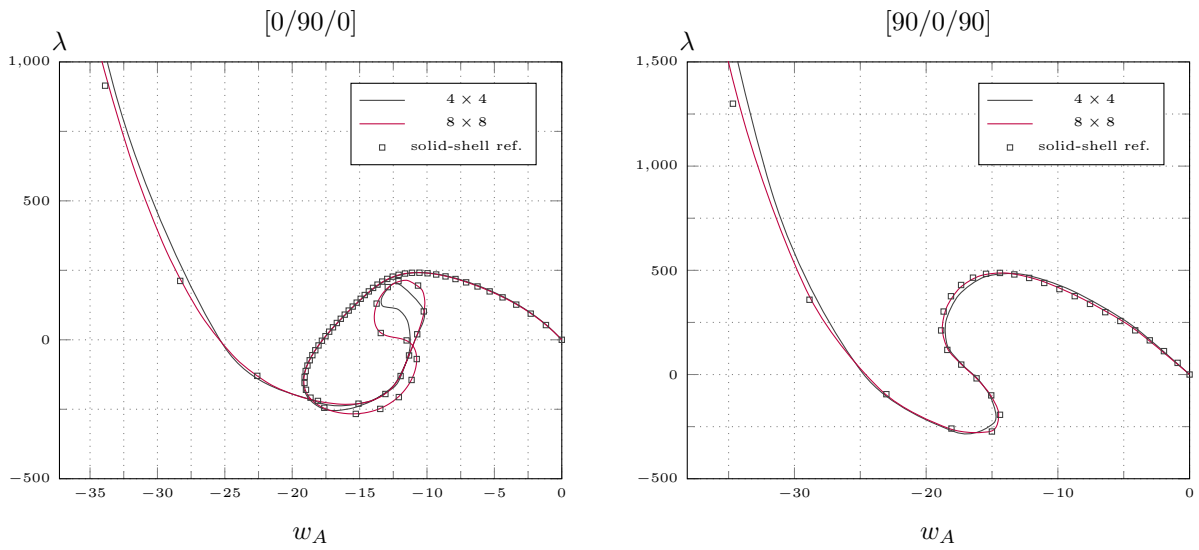 [0/90/0]
λ
1,000
500
0
−500
−35
−30
−25
−20
−15
−10
−5
0
4 × 4
8 × 8
solid-shell ref.
w_A
[90/0/90]
λ
1,500
1,000
500
0
−500
−30
−20
−10
0
4 × 4
8 × 8
solid-shell ref.
w_A